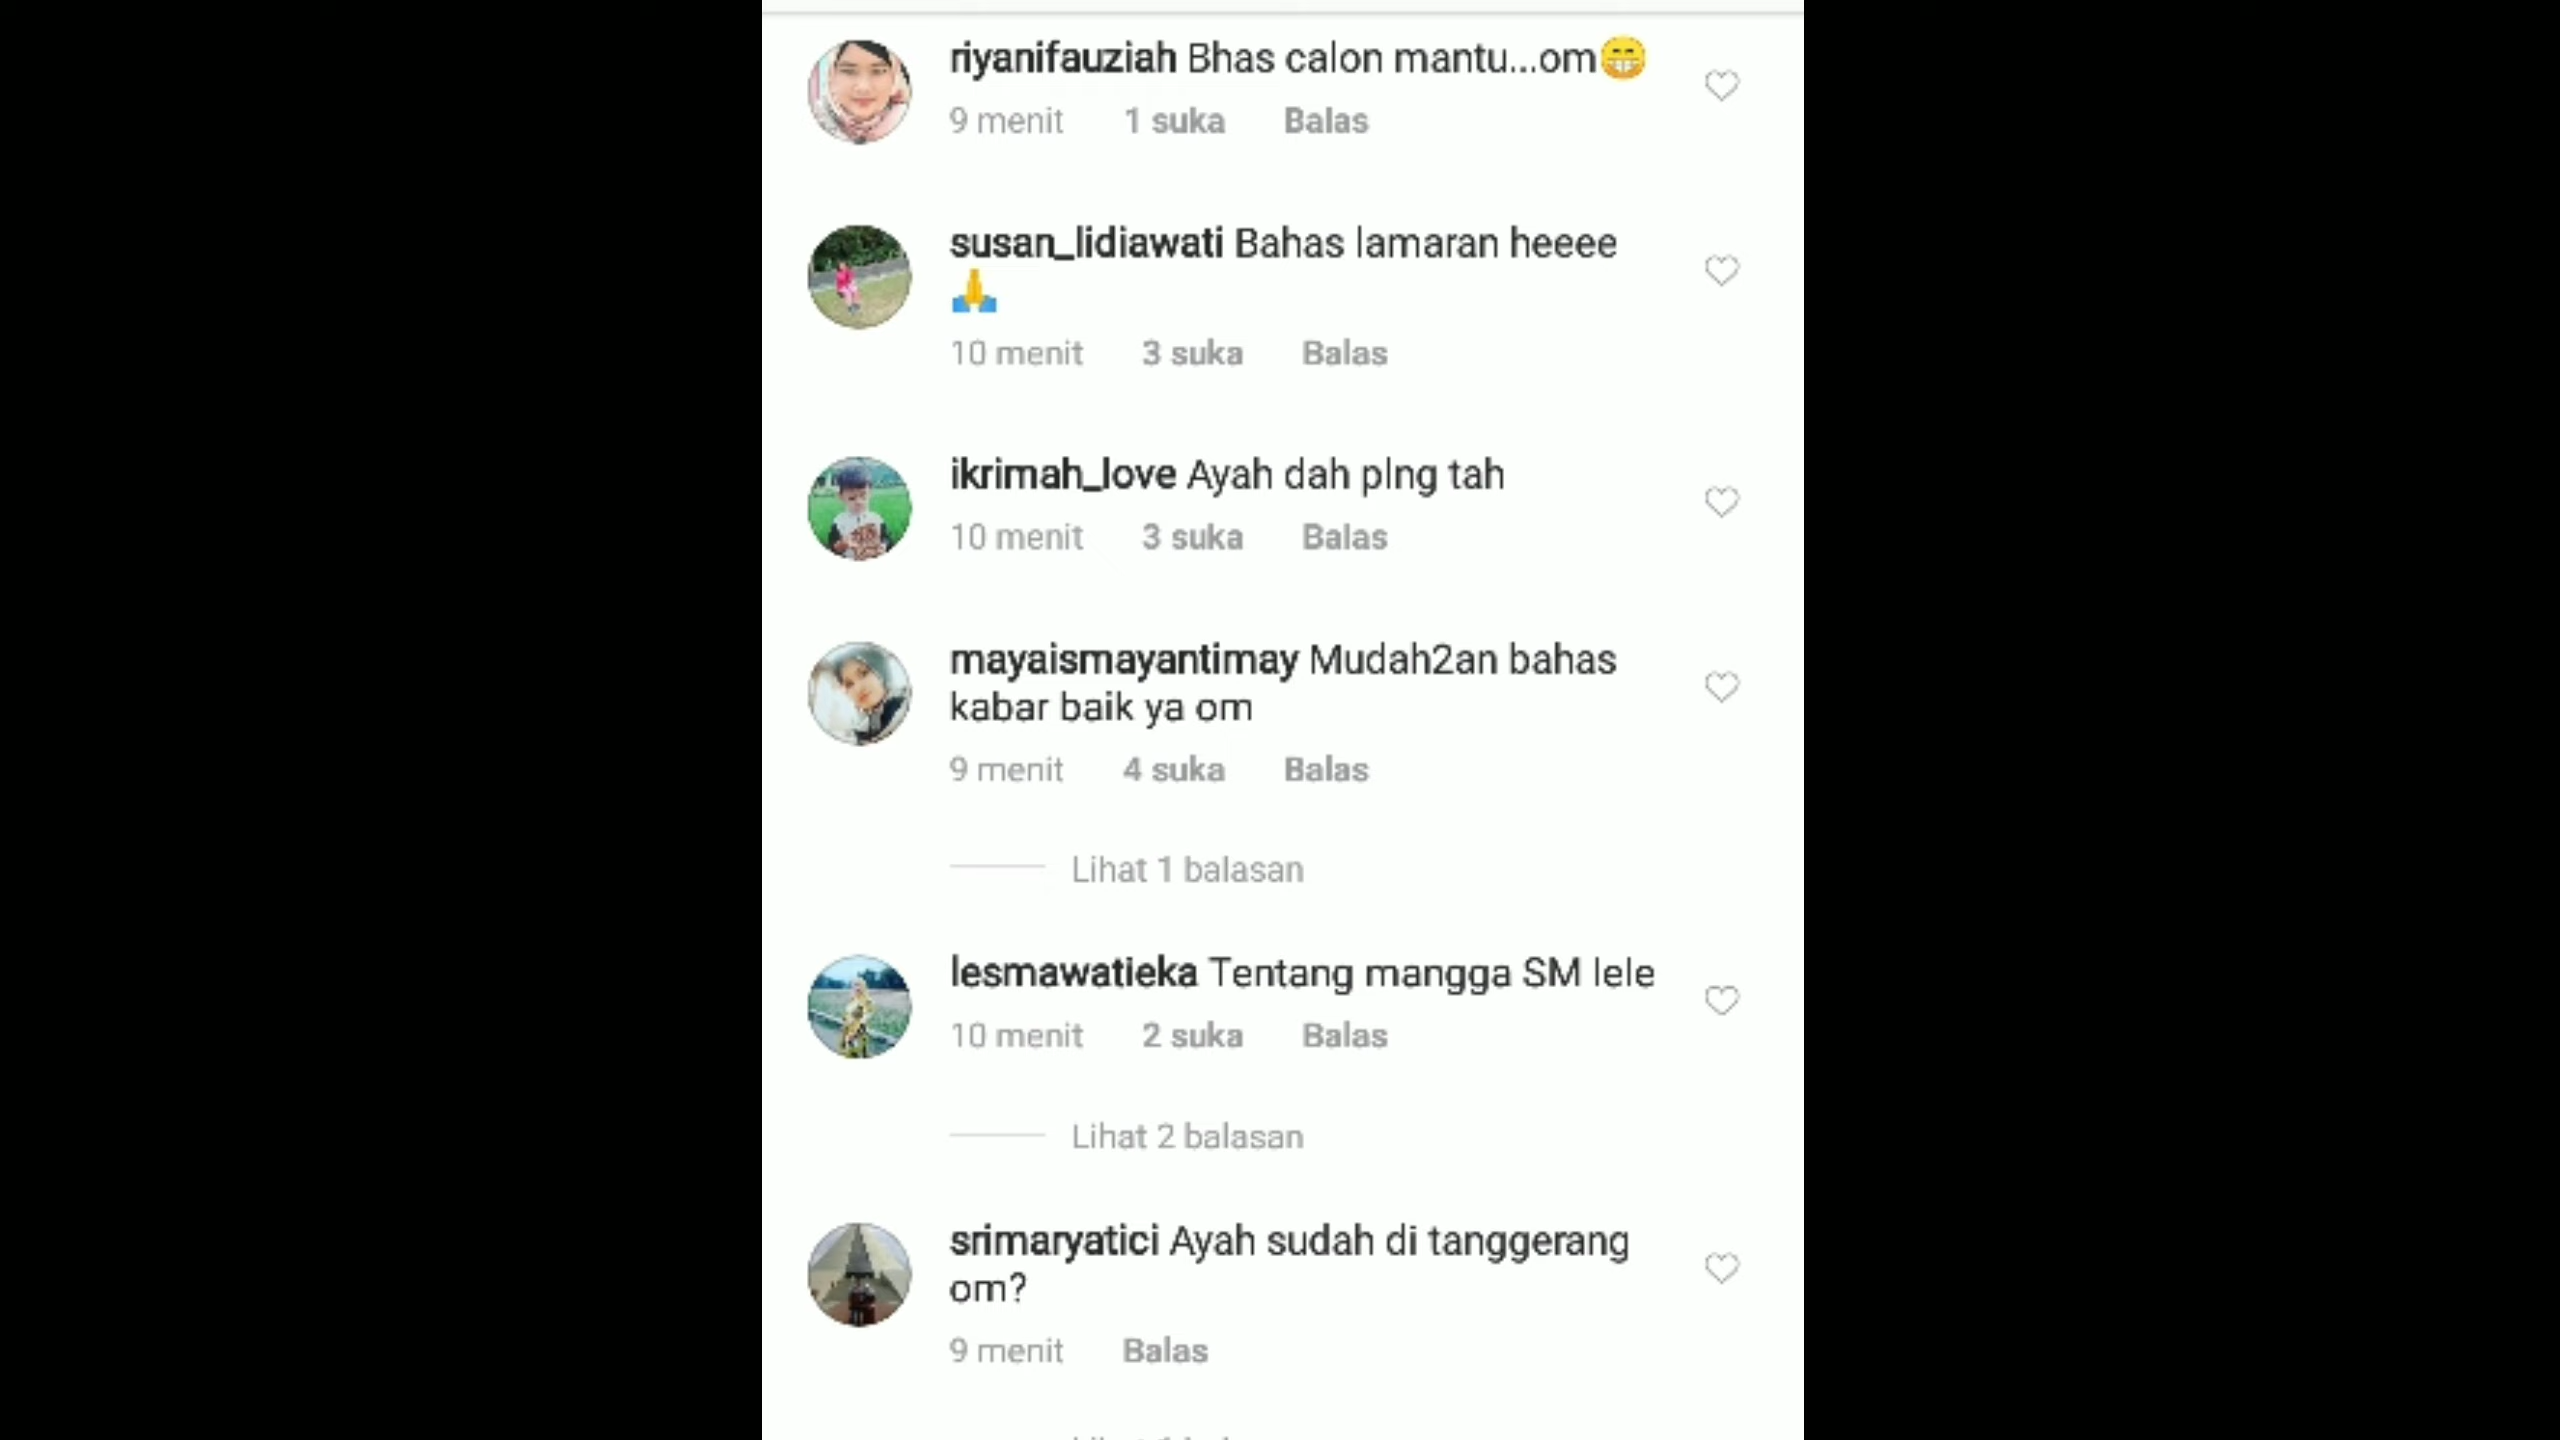 riyanifauziah Bhas calon mantu...om😁
9 menit 1 suka Balas
susan_lidiawati Bahas lamaran heeee
🙏
10 menit 3 suka Balas
ikrimah_love Ayah dah plng tah
10 menit 3 suka Balas
mayaismayantimay Mudah2an bahas
kabar baik ya om
9 menit 4 suka Balas
Lihat 1 balasan
lesmawatieka Tentang mangga SM lele
10 menit 2 suka Balas
Lihat 2 balasan
srimaryatici Ayah sudah di tanggerang
om?
9 menit Balas